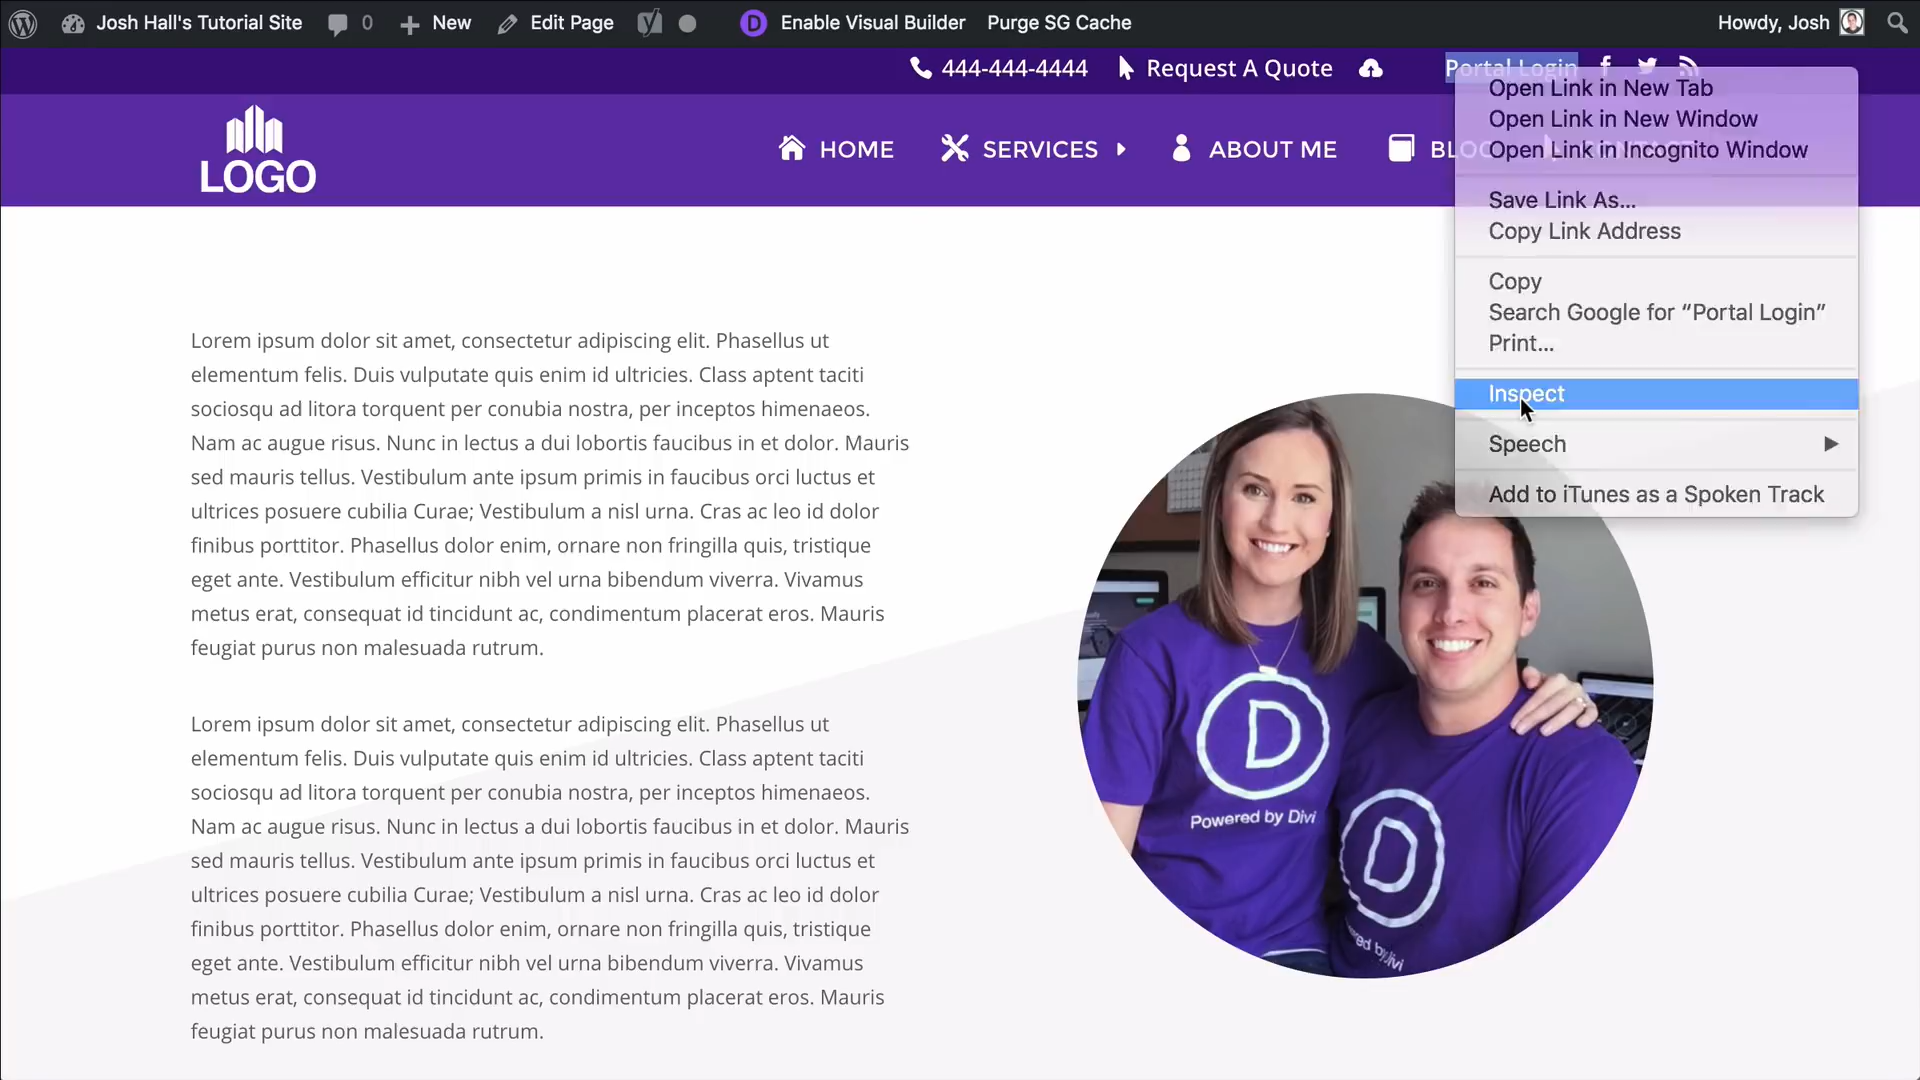 Josh Hall's Tutorial Site 0 New Edit Page Enable Visual Builder Purge SG Cache Howdy, Josh
444-444-4444 Request A Quote Portal Login
LOGO
HOME SERVICES ABOUT ME BLOG
Open Link in New Tab
Open Link in New Window
Open Link in Incognito Window
Save Link As...
Copy Link Address
Copy
Search Google for “Portal Login”
Print...
Inspect
Speech
Add to iTunes as a Spoken Track
Lorem ipsum dolor sit amet, consectetur adipiscing elit. Phasellus ut
elementum felis. Duis vulputate quis enim id ultricies. Class aptent taciti
sociosqu ad litora torquent per conubia nostra, per inceptos himenaeos.
Nam ac augue risus. Nunc in lectus a dui lobortis faucibus in et dolor. Mauris
sed mauris tellus. Vestibulum ante ipsum primis in faucibus orci luctus et
ultrices posuere cubilia Curae; Vestibulum a nisl urna. Cras ac leo id dolor
finibus porttitor. Phasellus dolor enim, ornare non fringilla quis, tristique
eget ante. Vestibulum efficitur nibh vel urna bibendum viverra. Vivamus
metus erat, consequat id tincidunt ac, condimentum placerat eros. Mauris
feugiat purus non malesuada rutrum.
Lorem ipsum dolor sit amet, consectetur adipiscing elit. Phasellus ut
elementum felis. Duis vulputate quis enim id ultricies. Class aptent taciti
sociosqu ad litora torquent per conubia nostra, per inceptos himenaeos.
Nam ac augue risus. Nunc in lectus a dui lobortis faucibus in et dolor. Mauris
sed mauris tellus. Vestibulum ante ipsum primis in faucibus orci luctus et
ultrices posuere cubilia Curae; Vestibulum a nisl urna. Cras ac leo id dolor
finibus porttitor. Phasellus dolor enim, ornare non fringilla quis, tristique
eget ante. Vestibulum efficitur nibh vel urna bibendum viverra. Vivamus
metus erat, consequat id tincidunt ac, condimentum placerat eros. Mauris
feugiat purus non malesuada rutrum.
D
Powered by Divi
D
ed by Divi